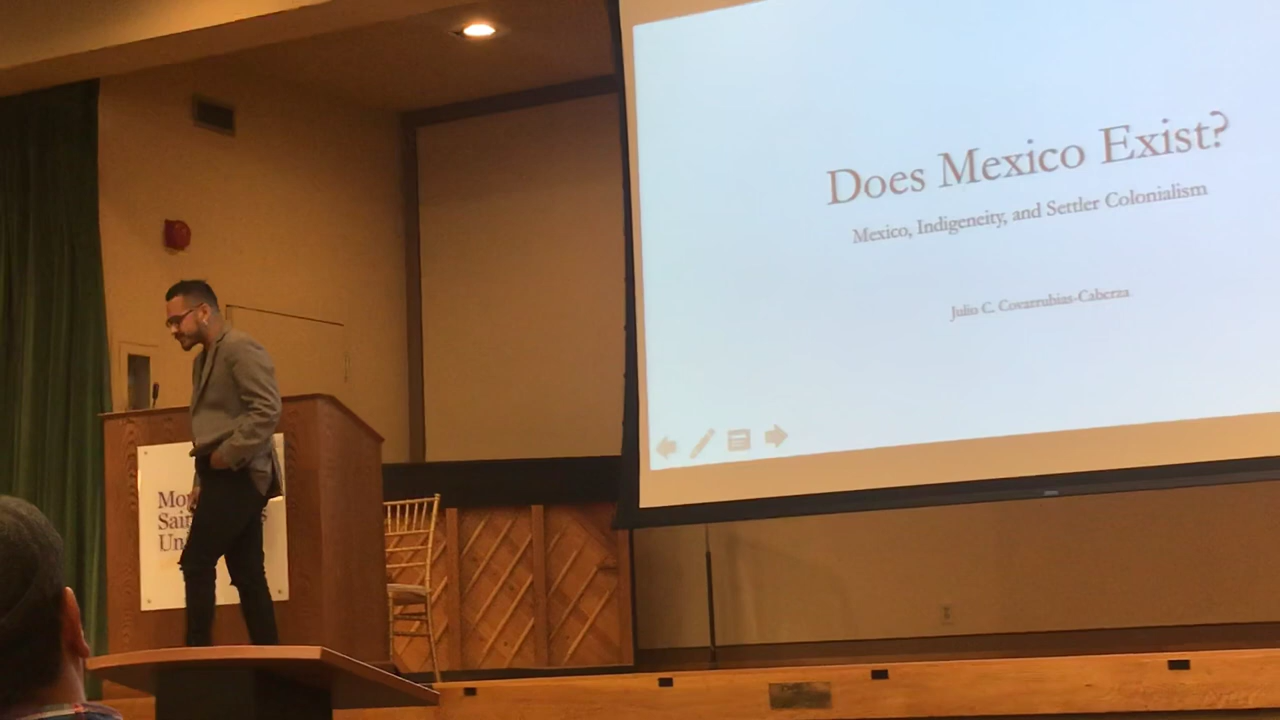 Does Mexico Exist?
Mexico, Indigeneity, and Settler Colonialism
Julio C. Covarrubias-Cabeza